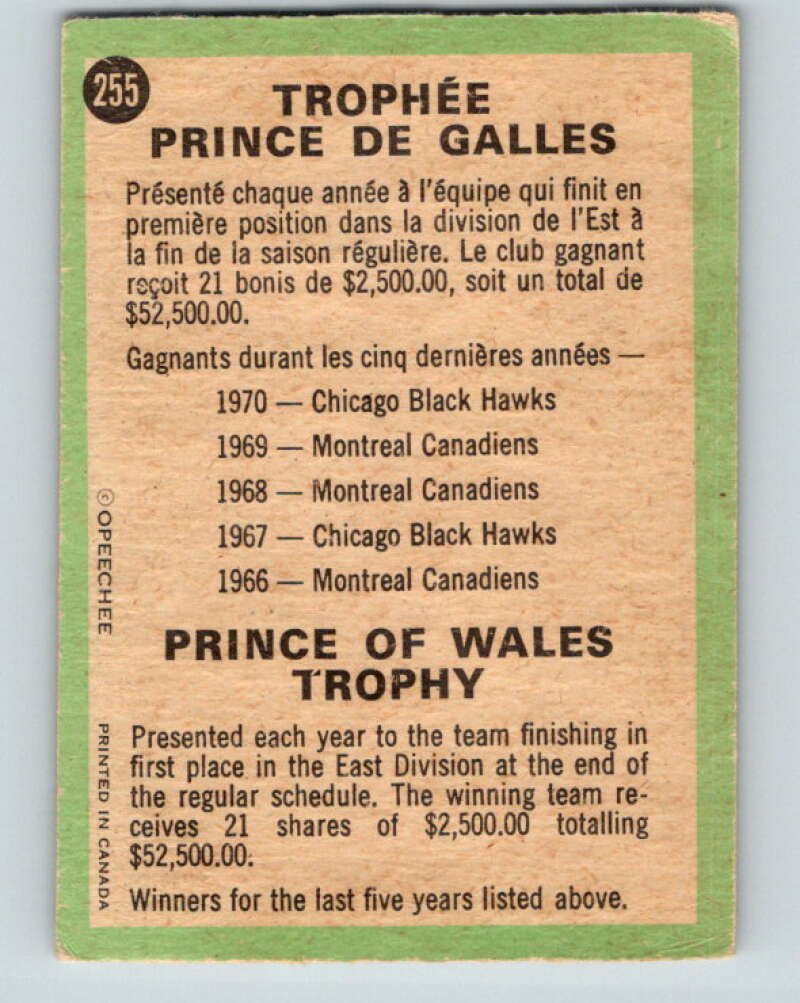 255
TROPHÉE
PRINCE DE GALLES
Présenté chaque année à l'équipe qui finit en
première position dans la division de l'Est à
la fin de la saison régulière. Le club gagnant
reçoit 21 bonis de $2,500.00, soit un total de
$52,500.00.
Gagnants durant les cinq dernières années —
1970 — Chicago Black Hawks
1969 — Montreal Canadiens
1968 — Montreal Canadiens
1967 — Chicago Black Hawks
1966 — Montreal Canadiens
PRINCE OF WALES
TROPHY
Presented each year to the team finishing in
first place in the East Division at the end of
the regular schedule. The winning team re-
ceives 21 shares of $2,500.00 totalling
$52,500.00.
Winners for the last five years listed above.
© OPEECHEE
PRINTED IN CANADA